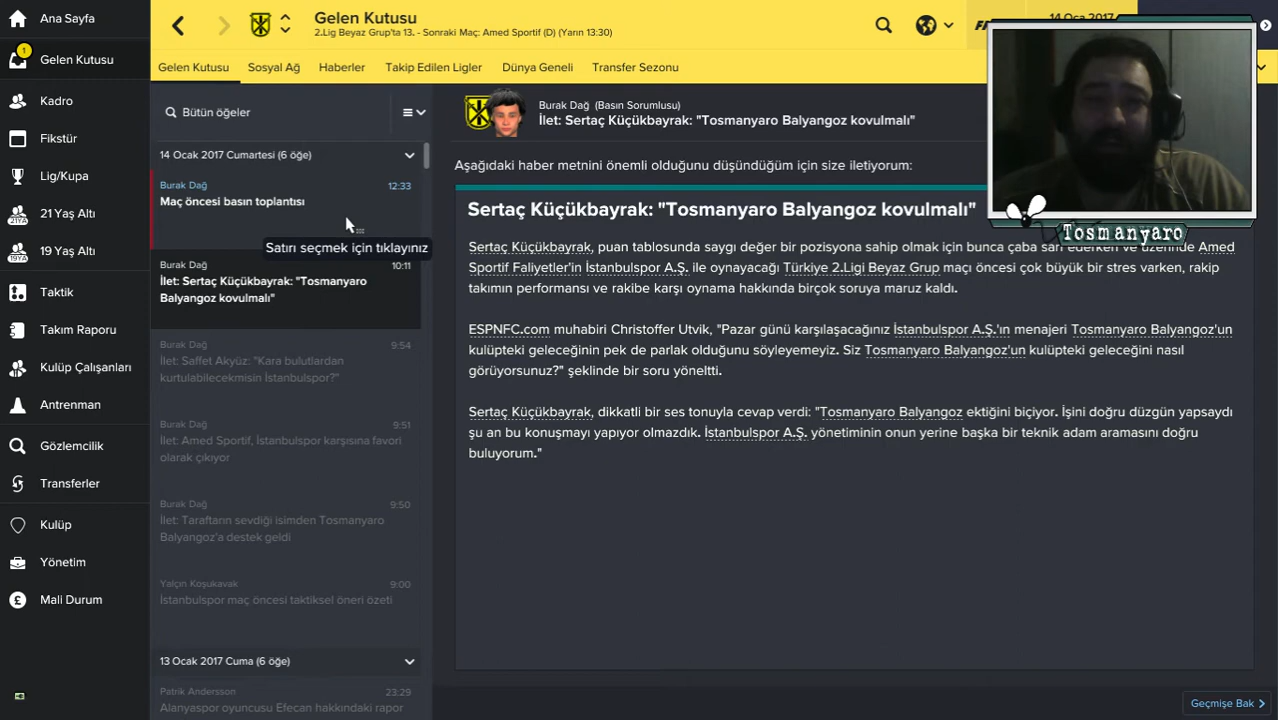 Ana Sayfa
1
Gelen Kutusu
Kadro
Fikstür
Lig/Kupa
21YA
21 Yaş Altı
19YA
19 Yaş Altı
Taktik
Takım Raporu
Kulüp Çalışanları
Antrenman
Gözlemcilik
Transferler
Kulüp
Yönetim
£
Mali Durum
Gelen Kutusu
2.Lig Beyaz Grup'ta 13. - Sonraki Maç: Amed Sportif (D) (Yarın 13:30)
14 Oca 2017
Gelen Kutusu
Sosyal Ağ
Haberler
Takip Edilen Ligler
Dünya Geneli
Transfer Sezonu
Bütün öğeler
14 Ocak 2017 Cumartesi (6 öğe)
Burak Dağ 12:33
Maç öncesi basın toplantısı
Satırı seçmek için tıklayınız
Burak Dağ 10:11
İlet: Sertaç Küçükbayrak: "Tosmanyaro
Balyangoz kovulmalı"
Burak Dağ 9:54
İlet: Saffet Akyüz: "Kara bulutlardan
kurtulabilecekmisin İstanbulspor?"
Burak Dağ 9:51
İlet: Amed Sportif, İstanbulspor karşısına favori
olarak çıkıyor
Burak Dağ 9:50
İlet: Taraftarın sevdiği isimden Tosmanyaro
Balyangoz'a destek geldi
Yalçın Koşukavak 9:00
İstanbulspor maç öncesi taktiksel öneri özeti
13 Ocak 2017 Cuma (6 öğe)
Patrik Andersson 23:29
Alanyaspor oyuncusu Efecan hakkındaki rapor
Burak Dağ (Basın Sorumlusu)
İlet: Sertaç Küçükbayrak: "Tosmanyaro Balyangoz kovulmalı"
Aşağıdaki haber metnini önemli olduğunu düşündüğüm için size iletiyorum:
Sertaç Küçükbayrak: "Tosmanyaro Balyangoz kovulmalı"
Sertaç Küçükbayrak, puan tablosunda saygı değer bir pozisyona sahip olmak için bunca çaba sarf ederken ve üzerinde Amed
Sportif Faliyetler'in İstanbulspor A.Ş. ile oynayacağı Türkiye 2.Ligi Beyaz Grup maçı öncesi çok büyük bir stres varken, rakip
takımın performansı ve rakibe karşı oynama hakkında birçok soruya maruz kaldı.
ESPNFC.com muhabiri Christoffer Utvik, "Pazar günü karşılaşacağınız İstanbulspor A.Ş.'ın menajeri Tosmanyaro Balyangoz'un
kulüpteki geleceğinin pek de parlak olduğunu söyleyemeyiz. Siz Tosmanyaro Balyangoz'un kulüpteki geleceğini nasıl
görüyorsunuz?" şeklinde bir soru yöneltti.
Sertaç Küçükbayrak, dikkatli bir ses tonuyla cevap verdi: "Tosmanyaro Balyangoz ektiğini biçiyor. İşini doğru düzgün yapsaydı
şu an bu konuşmayı yapıyor olmazdık. İstanbulspor A.Ş. yönetiminin onun yerine başka bir teknik adam aramasını doğru
buluyorum."
Tosmanyaro
Geçmişe Bak